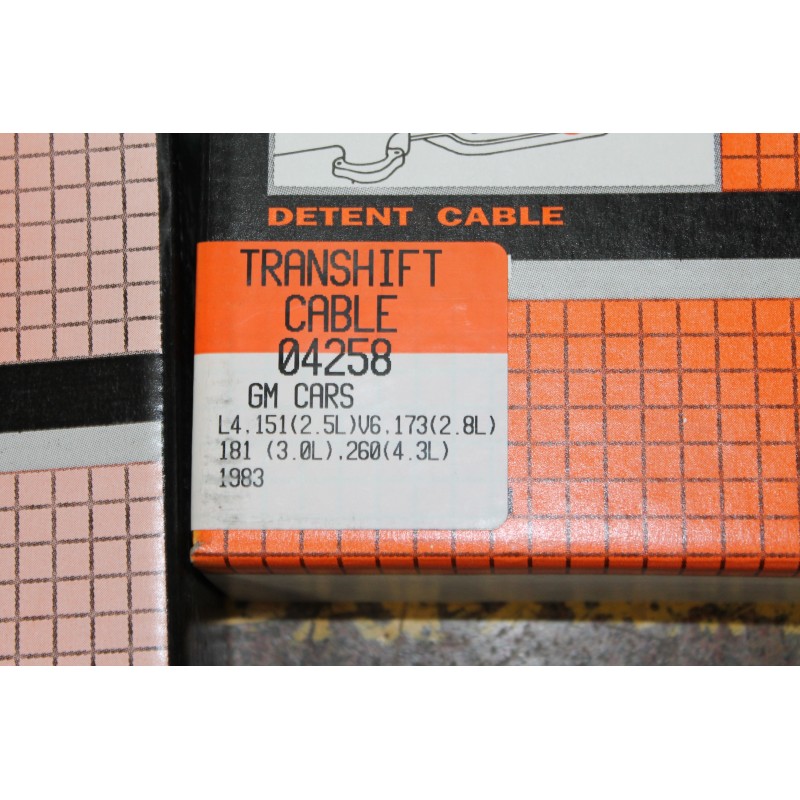 DETENT CABLE
TRANSHIFT
CABLE
04258
GM CARS
L4.151(2.5L)V6.173(2.8L)
181 (3.0L).260(4.3L)
1983